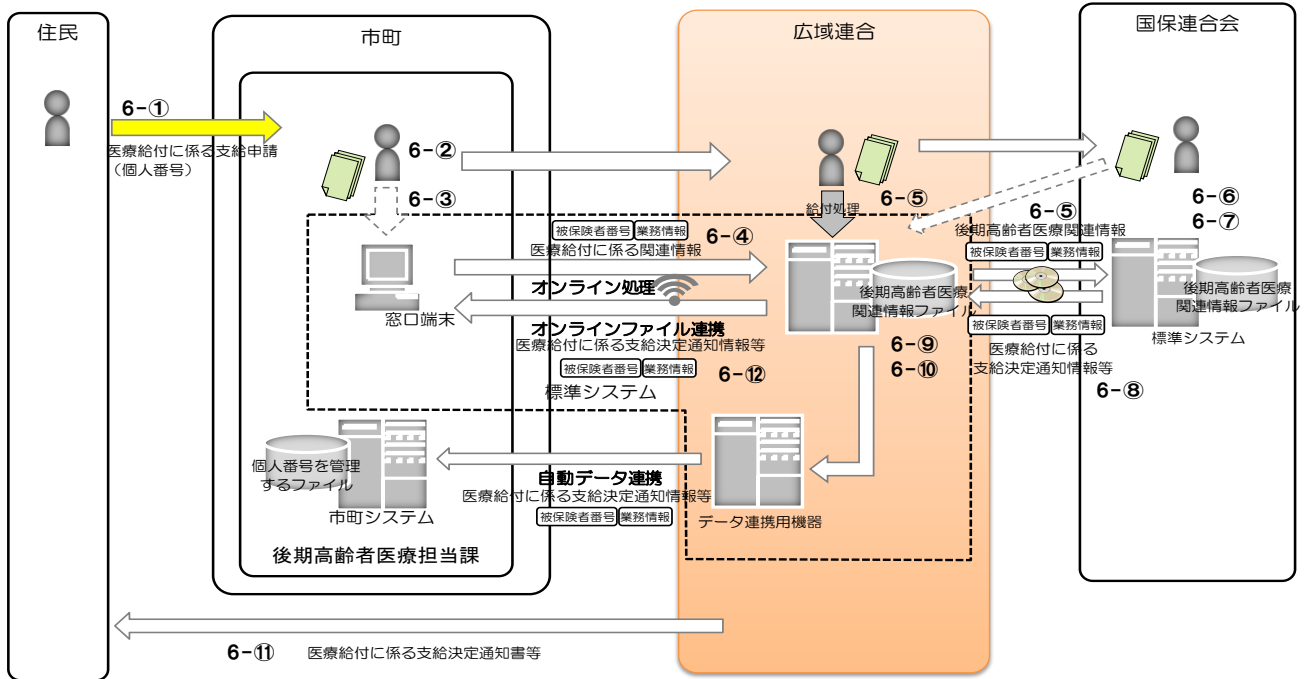 住民
市町
広域連合
国保連合会
6-①
医療給付に係る支給申請
（個人番号）
6-②
6-③
6-⑤
給付処理
6-⑥
6-⑦
6-⑤
後期高齢者医療関連情報
被保険者番号 業務情報
被保険者番号 業務情報
6-④
医療給付に係る関連情報
オンライン処理
窓口端末
オンラインファイル連携
医療給付に係る支給決定通知情報等
被保険者番号 業務情報
6-⑫
標準システム
後期高齢者医療
関連情報ファイル
6-⑨
6-⑩
被保険者番号 業務情報
医療給付に係る
支給決定通知情報等
6-⑧
後期高齢者医療
関連情報ファイル
標準システム
個人番号を管理
するファイル
市町システム
後期高齢者医療担当課
自動データ連携
医療給付に係る支給決定通知情報等
被保険者番号 業務情報
データ連携用機器
6-⑪
医療給付に係る支給決定通知書等